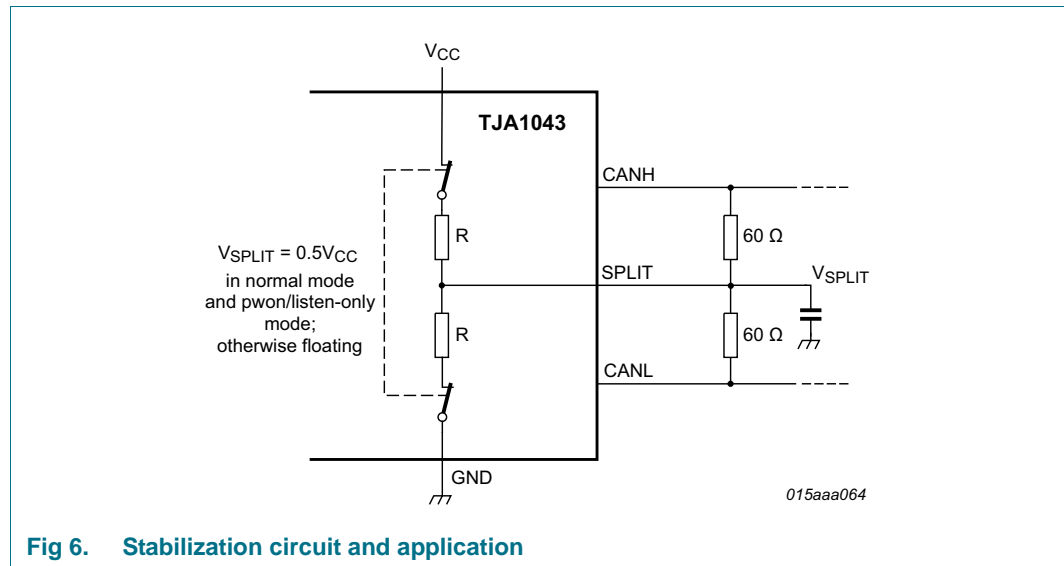 VCC
TJA1043
CANH
R
60 Ω
VSPLIT = 0.5VCC
in normal mode
and pwon/listen-only
mode;
otherwise floating
SPLIT
VSPLIT
R
60 Ω
CANL
GND
015aaa064
Fig 6. Stabilization circuit and application